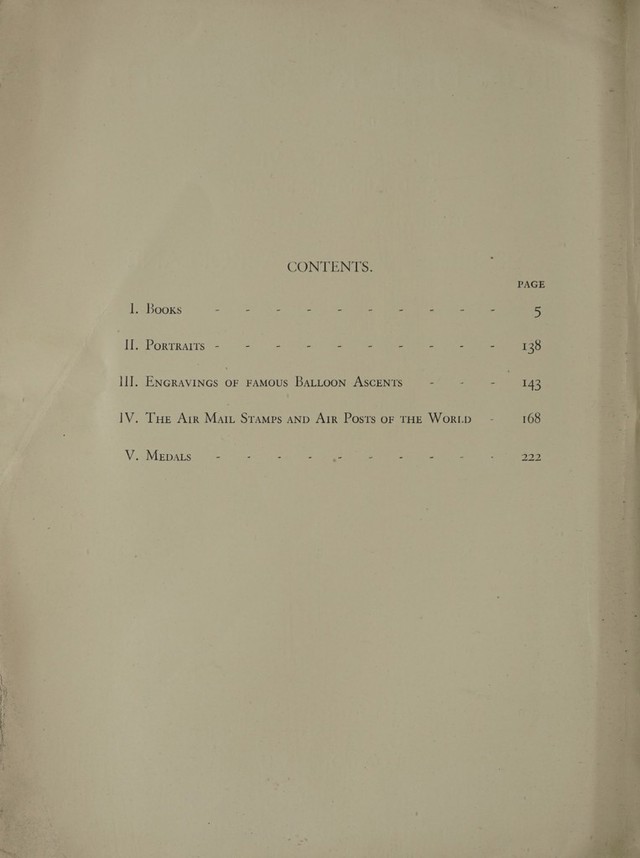 CONTENTS.
PAGE
I. Books - - - - - - - - - - 5
II. Portraits - - - - - - - - - - 138
III. Engravings of famous Balloon Ascents - - - 143
IV. The Air Mail Stamps and Air Posts of the World - 168
V. Medals - - - - - - - - - - 222